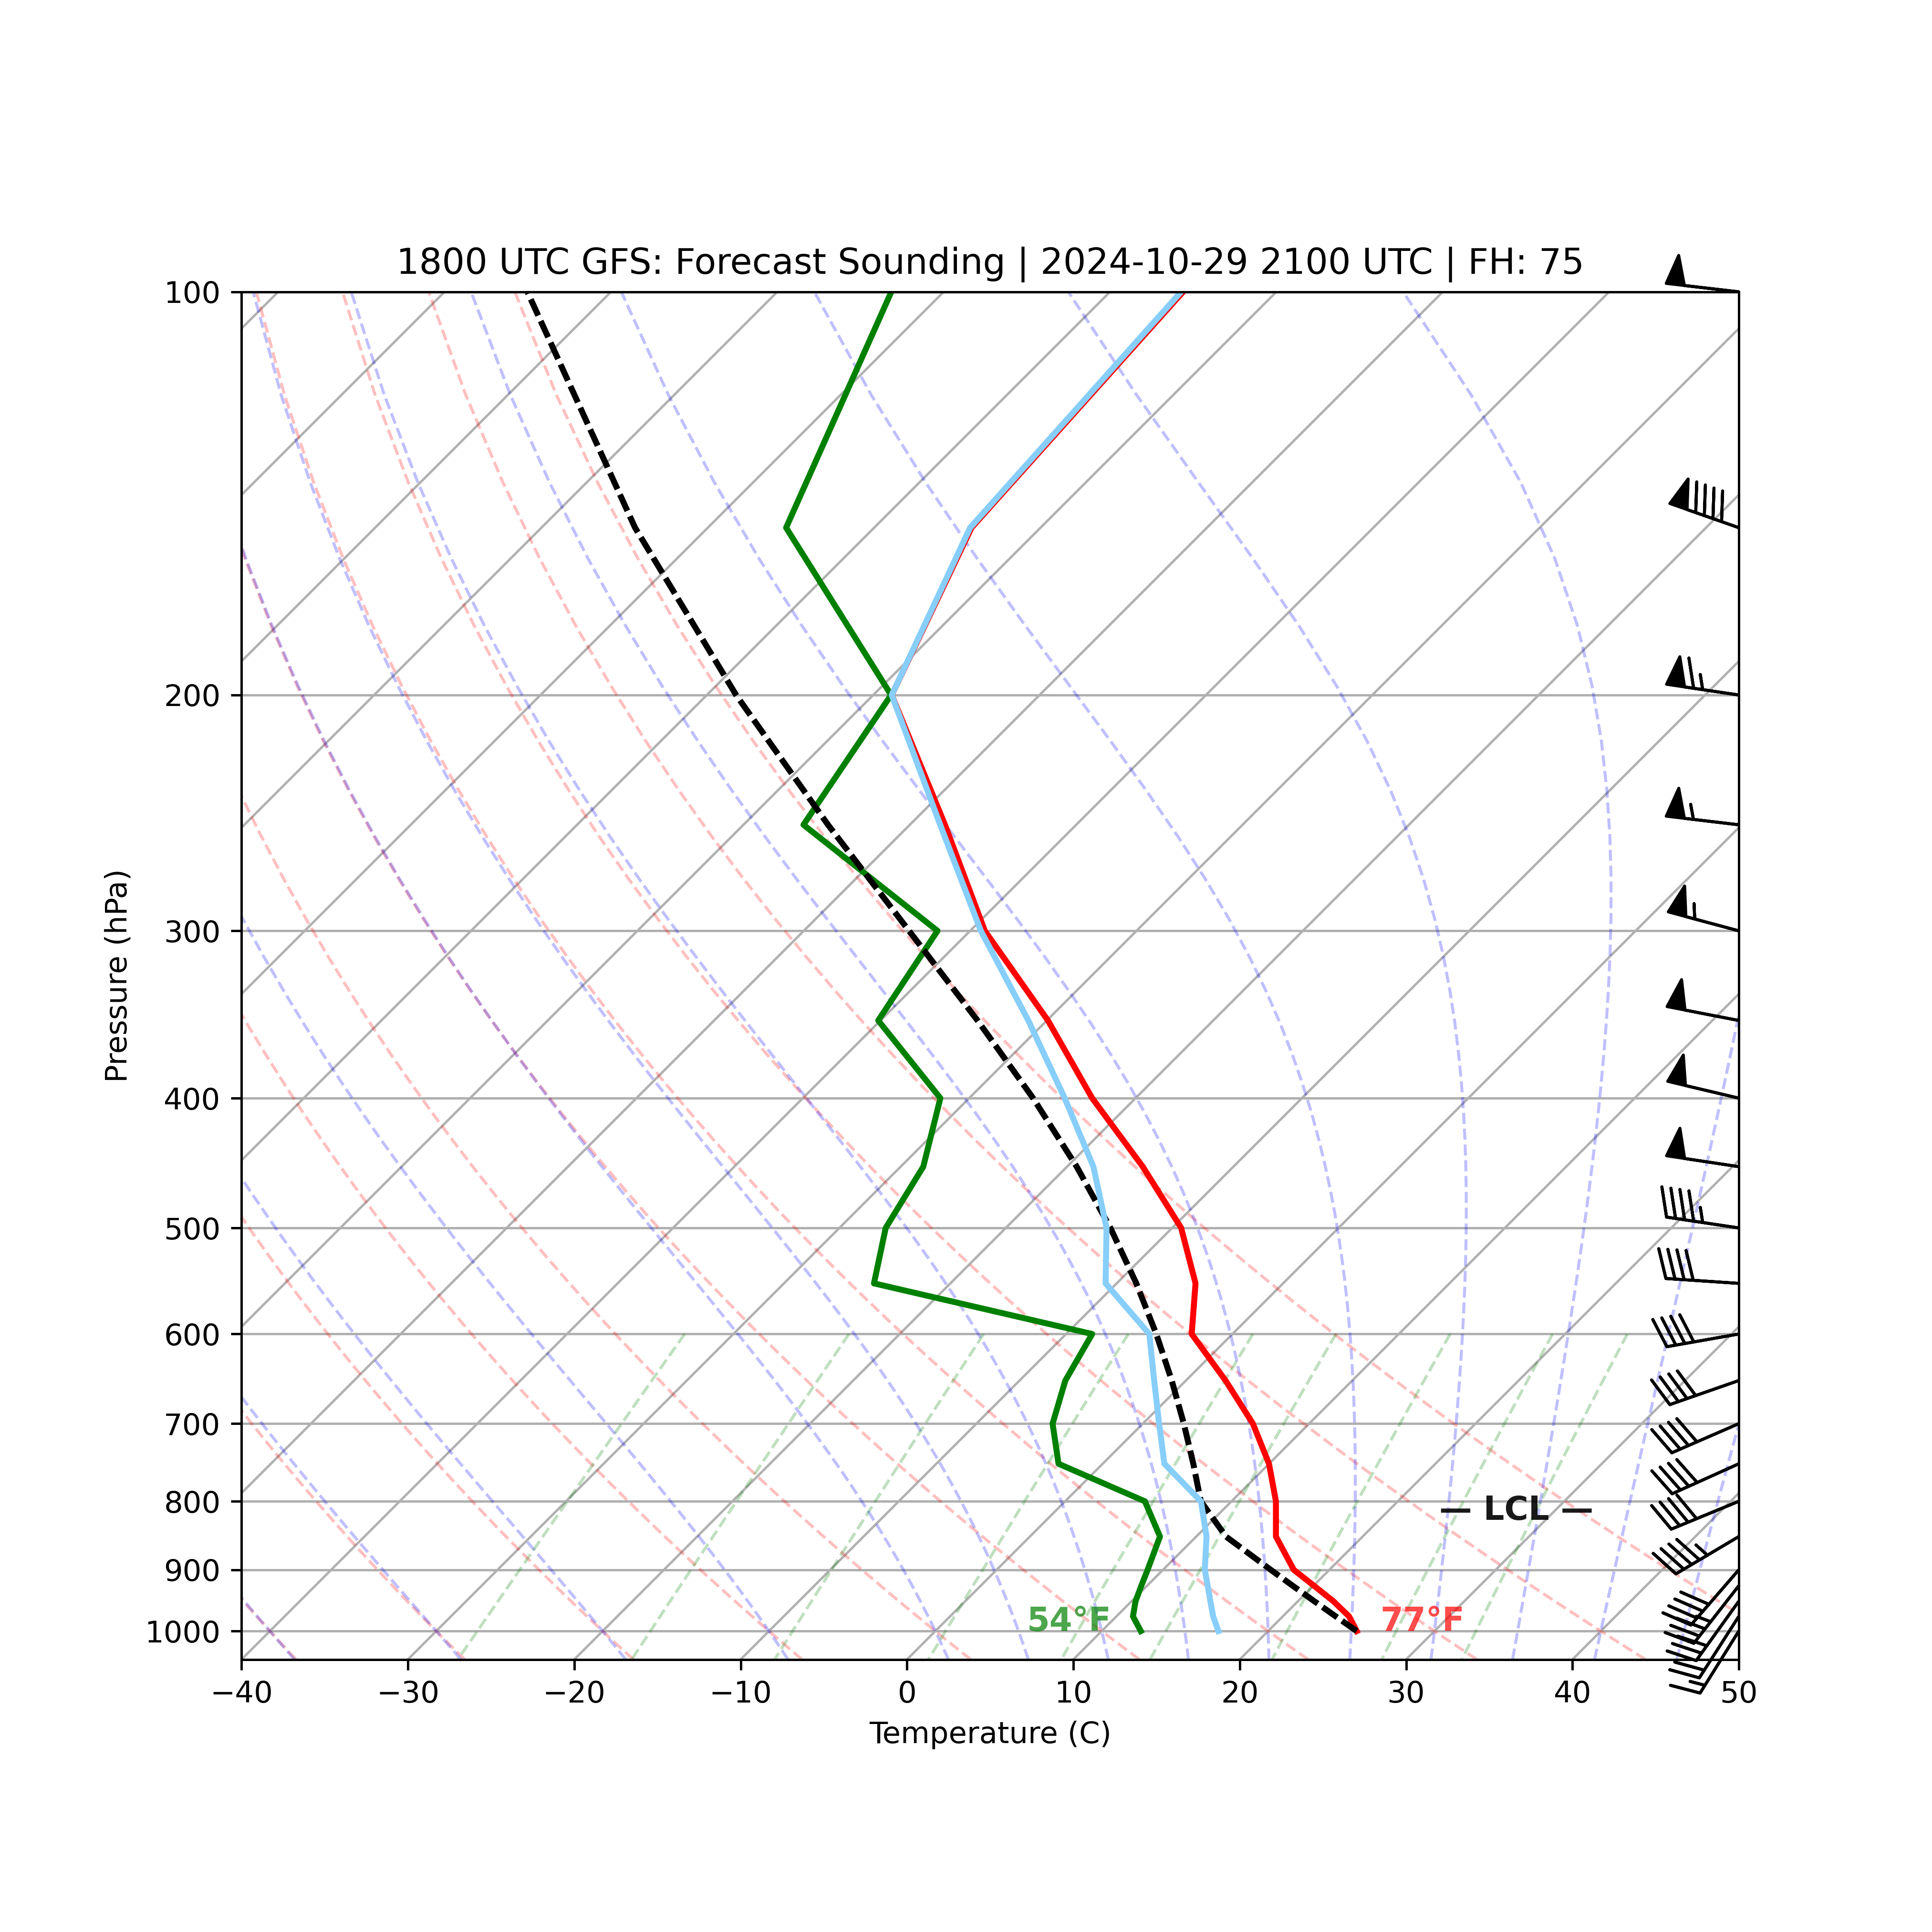 1800 UTC GFS: Forecast Sounding | 2024-10-29 2100 UTC | FH: 75
100
200
300
400
500
600
700
800
900
1000
Pressure (hPa)
— LCL —
54°F
77°F
−40 −30 −20 −10 0 10 20 30 40 50
Temperature (C)